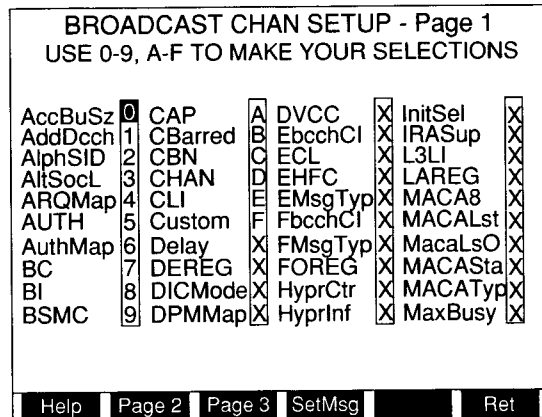 BROADCAST CHAN SETUP - Page 1
USE 0-9, A-F TO MAKE YOUR SELECTIONS
AccBuSz 0 CAP A DVCC X InitSel X
AddDcch 1 CBarred B EbcchCl X IRASup X
AlphSID 2 CBN C ECL X L3LI X
AltSocL 3 CHAN D EHFC X LAREG X
ARQMap 4 CLI E EMsgTyp X MACA8 X
AUTH 5 Custom F FbcchCl X MACALst X
AuthMap 6 Delay X FMsgTyp X MacaLsO X
BC 7 DEREG X FOREG X MACASta X
BI 8 DICMode X HyprCtr X MACATyp X
BSMC 9 DPMMap X HyprInf X MaxBusy X
Help Page 2 Page 3 SetMsg Ret